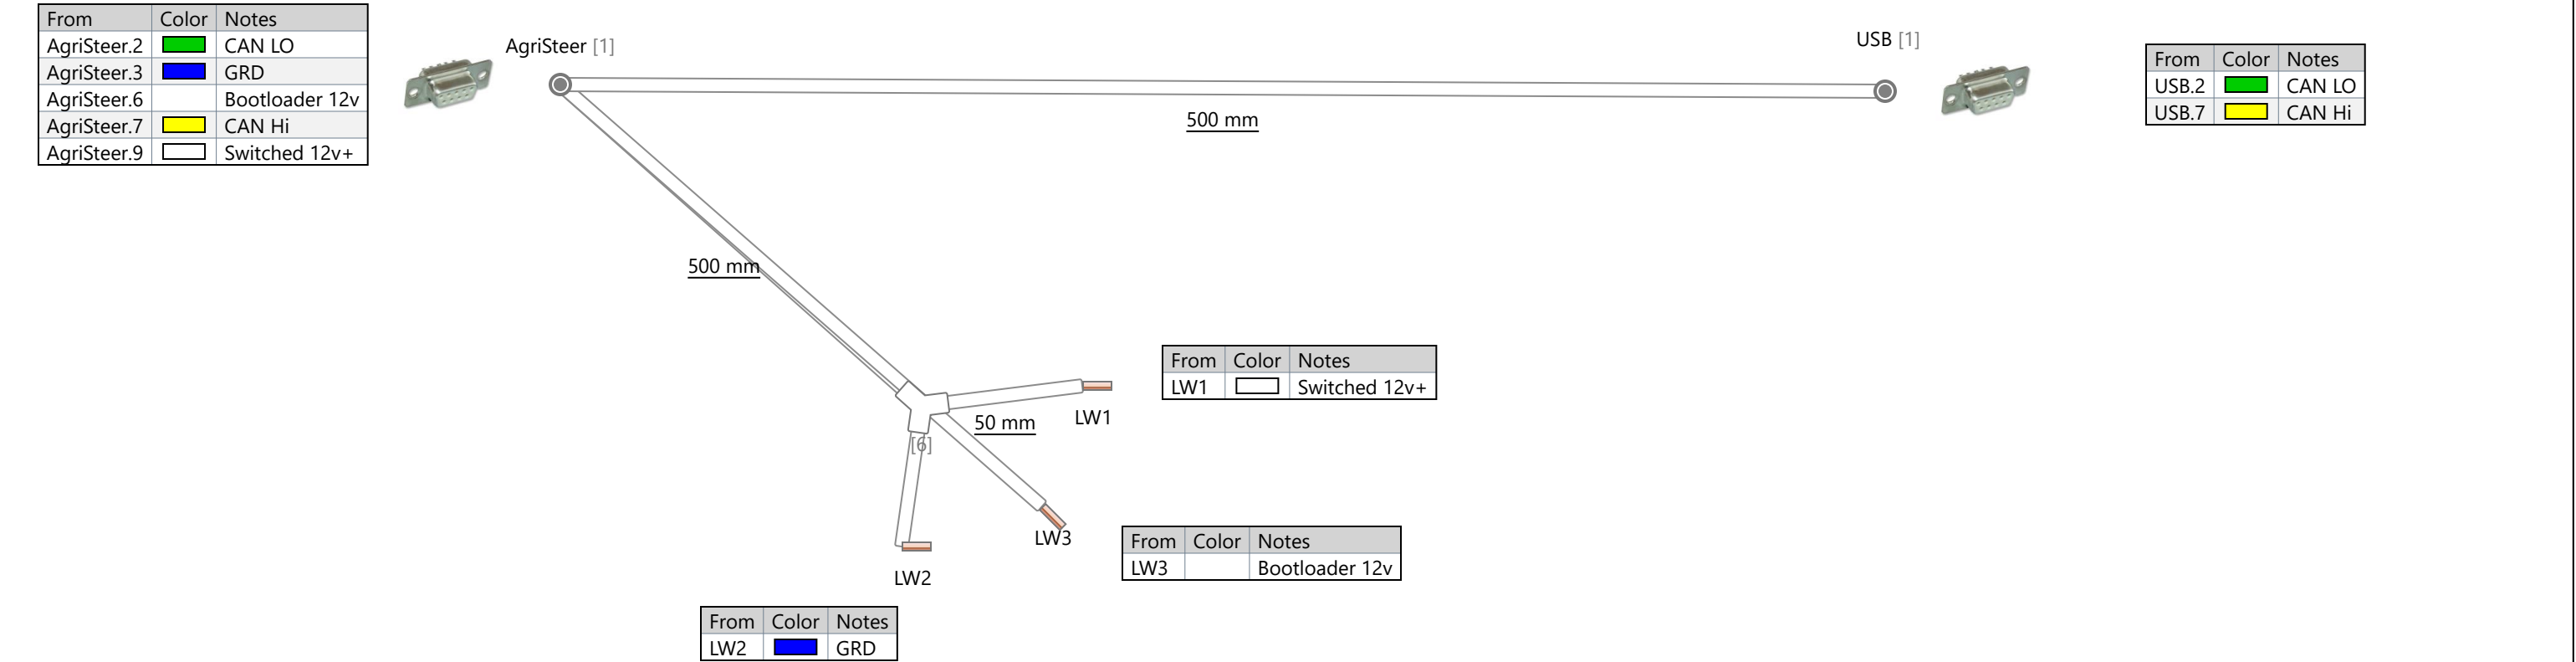 From Color Notes
AgriSteer.2 CAN LO
AgriSteer.3 GRD
AgriSteer.6 Bootloader 12v
AgriSteer.7 CAN Hi
AgriSteer.9 Switched 12v+
AgriSteer [1]
USB [1]
From Color Notes
USB.2 CAN LO
USB.7 CAN Hi
500 mm
500 mm
From Color Notes
LW1 Switched 12v+
LW1
50 mm
[6]
LW3
From Color Notes
LW3 Bootloader 12v
LW2
From Color Notes
LW2 GRD